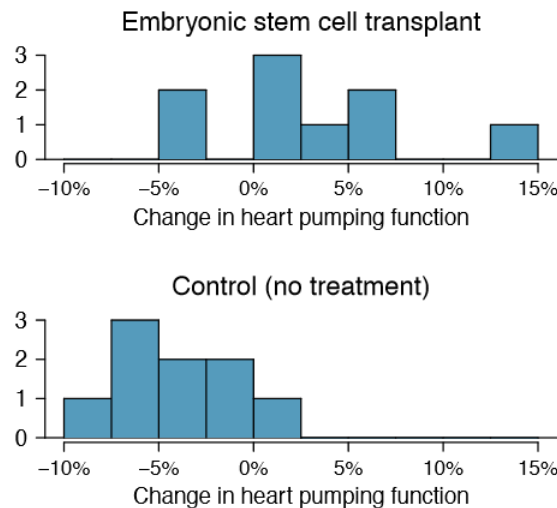 Embryonic stem cell transplant
3
2
1
0
−10% −5% 0% 5% 10% 15%
Change in heart pumping function
Control (no treatment)
3
2
1
0
−10% −5% 0% 5% 10% 15%
Change in heart pumping function